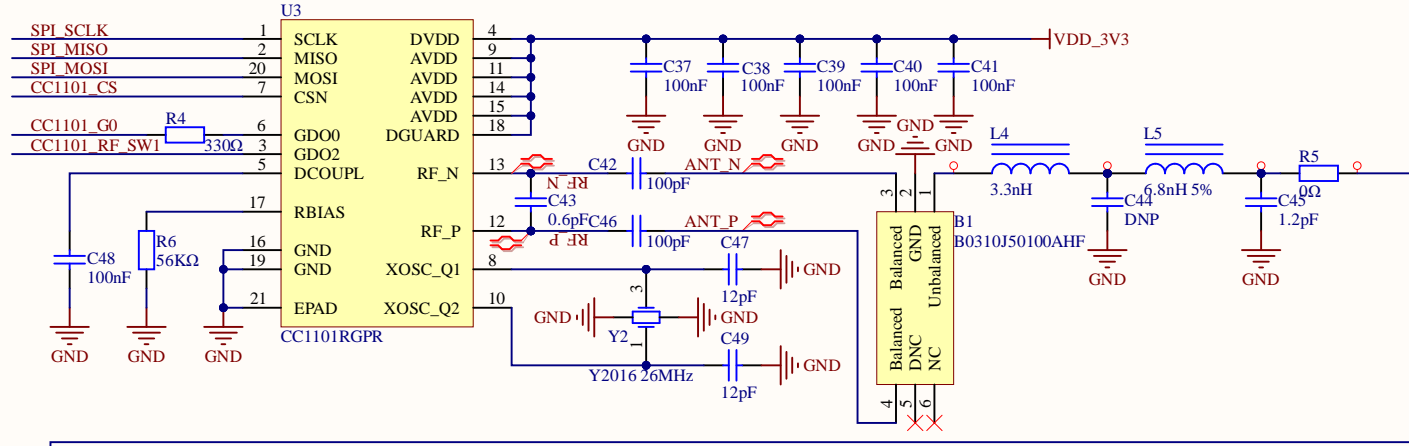 U3
SPI_SCLK
1
SCLK
DVDD
4
VDD_3V3
SPI_MISO
2
MISO
AVDD
9
SPI_MOSI
20
MOSI
AVDD
11
C37
100nF
C38
100nF
C39
100nF
C40
100nF
C41
100nF
CC1101_CS
7
CSN
AVDD
14
AVDD
15
R4
330Ω
CC1101_G0
6
GDO0
DGUARD
18
GND
GND
GND
GND
GND
GND
CC1101_RF_SW1
3
GDO2
5
DCOUPL
RF_N
13
RF_N
C42
100pF
ANT_N
C43
0.6pF
17
RBIAS
RF_P
12
RF_P
C46
100pF
ANT_P
L4
3.3nH
L5
6.8nH 5%
R5
0Ω
C44
DNP
C45
1.2pF
GND
GND
3
2
1
B1
B0310J50100AHF
Balanced
GND
Unbalanced
Balanced
DNC
NC
4
5
6
R6
56KΩ
C48
100nF
16
GND
19
GND
21
EPAD
XOSC_Q1
8
XOSC_Q2
10
C47
12pF
GND
3
GND
GND
Y2
1
Y2016 26MHz
C49
12pF
GND
GND
GND
GND
CC1101RGPR